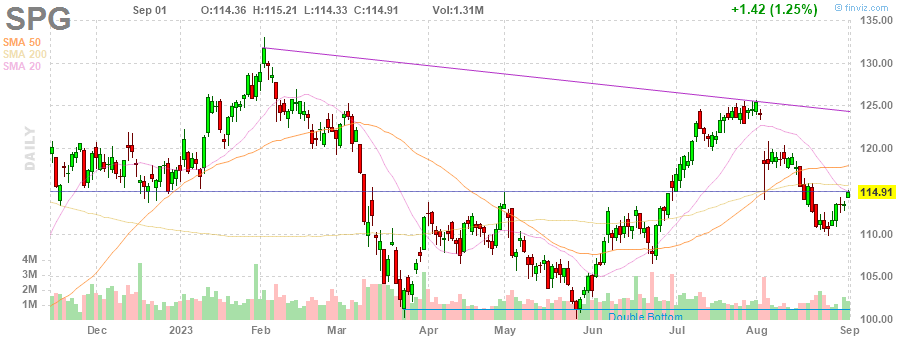 SPG Sep 01 O:114.36 H:115.21 L:114.33 C:114.91 Vol:1.31M +1.42 (1.25%) © finviz.com
SMA 50
SMA 200
SMA 20
DAILY
135.00
130.00
125.00
120.00
114.91
110.00
105.00
100.00
4M
3M
2M
1M
Double Bottom
Dec 2023 Feb Mar Apr May Jun Jul Aug Sep